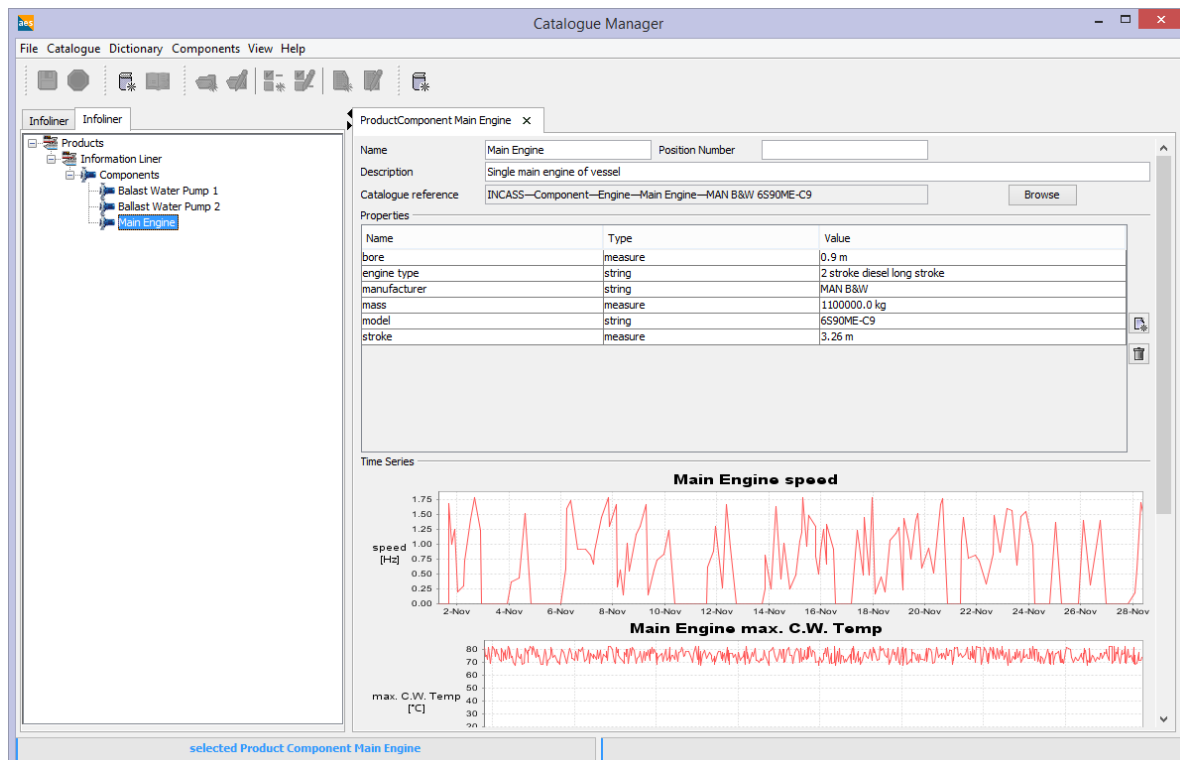 aes
Catalogue Manager
File Catalogue Dictionary Components View Help
Infoliner Infoliner
Products
Information Liner
Components
Balast Water Pump 1
Ballast Water Pump 2
Main Engine
ProductComponent Main Engine
Name Main Engine Position Number
Description Single main engine of vessel
Catalogue reference INCASS—Component—Engine—Main Engine—MAN B&W 6S90ME-C9 Browse
Properties
Name Type Value
bore measure 0.9 m
engine type string 2 stroke diesel long stroke
manufacturer string MAN B&W
mass measure 1100000.0 kg
model string 6S90ME-C9
stroke measure 3.26 m
Time Series
Main Engine speed
1.75
1.50
1.25
1.00
0.75
0.50
0.25
0.00
speed
[Hz]
2-Nov 4-Nov 6-Nov 8-Nov 10-Nov 12-Nov 14-Nov 16-Nov 18-Nov 20-Nov 22-Nov 24-Nov 26-Nov 28-Nov
Main Engine max. C.W. Temp
80
70
60
50
40
30
20
max. C.W. Temp
[°C]
selected Product Component Main Engine